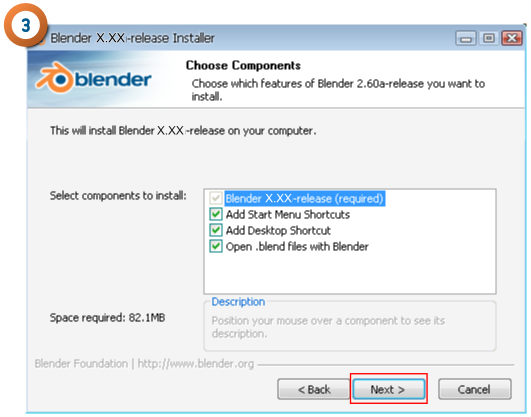 3
Blender X.XX-release Installer
blender
Choose Components
Choose which features of Blender 2.60a-release you want to
install.
This will install Blender X.XX-release on your computer.
Select components to install:
Blender X.XX-release (required)
Add Start Menu Shortcuts
Add Desktop Shortcut
Open .blend files with Blender
Space required: 82.1MB
Description
Position your mouse over a component to see its
description.
Blender Foundation | http://www.blender.org
< Back
Next >
Cancel